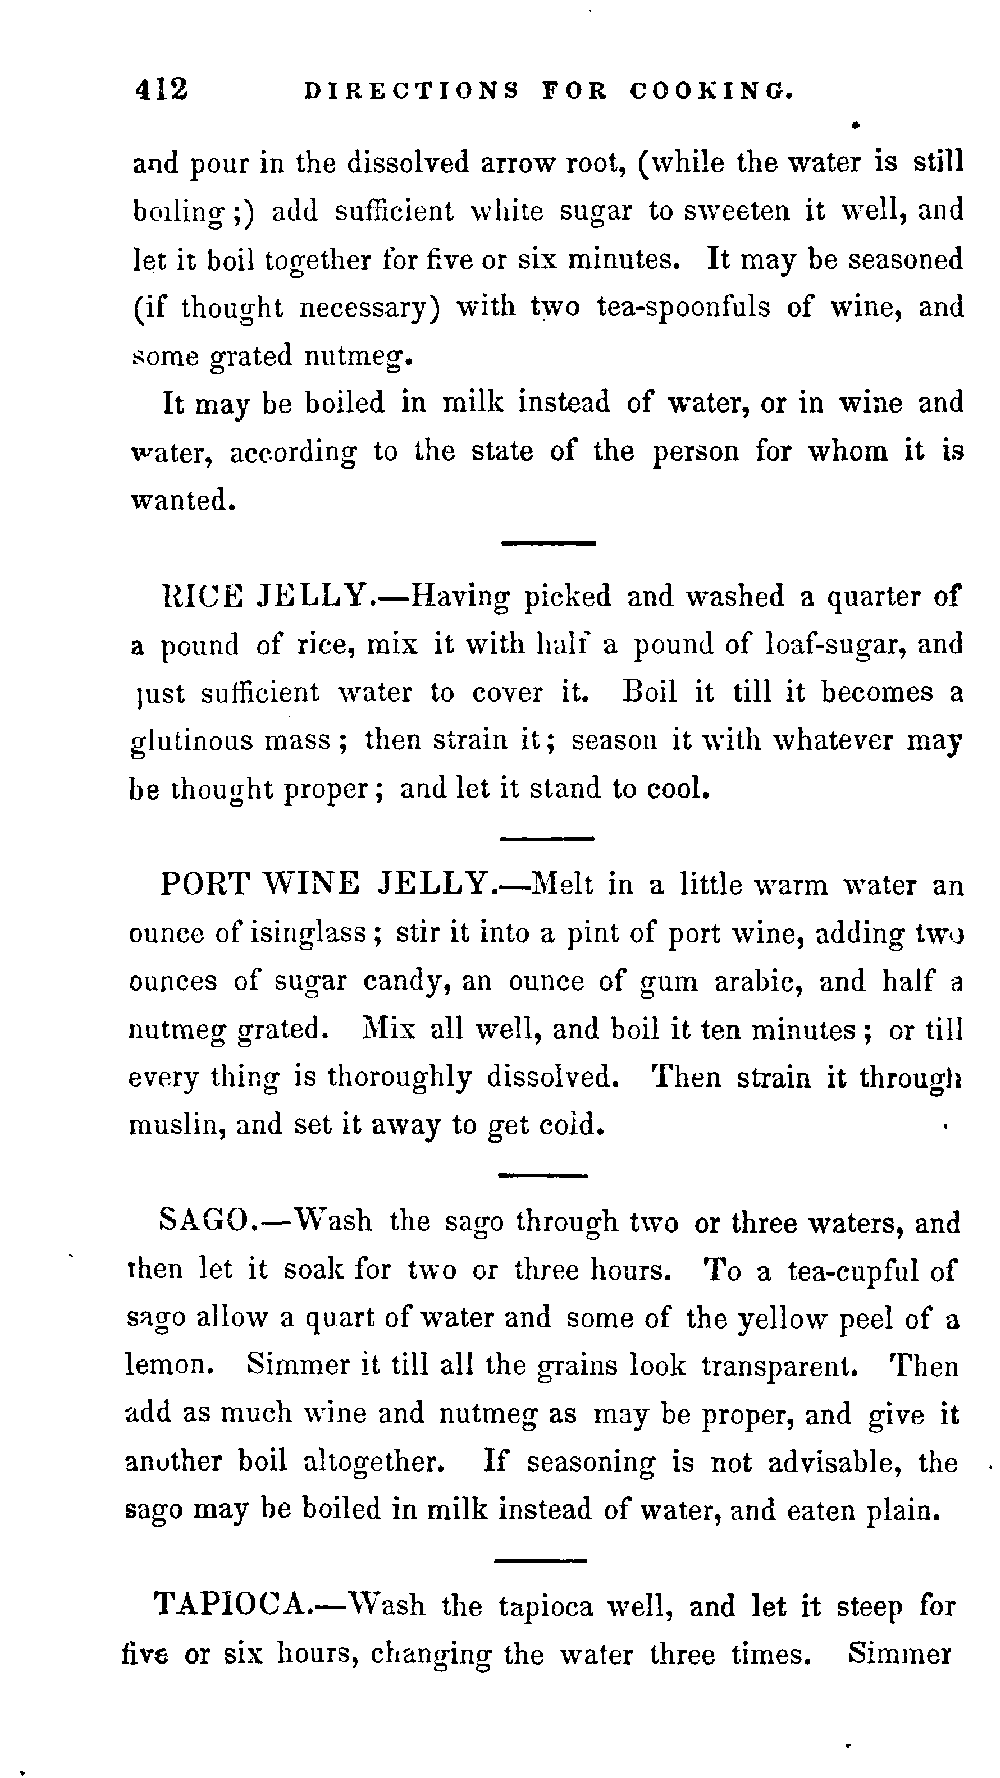 412 DIRECTIONS FOR COOKING.
and pour in the dissolved arrow root, (while the water is still
boiling ;) add sufficient white sugar to sweeten it well, and
let it boil together for five or six minutes. It may be seasoned
(if thought necessary) with two tea-spoonfuls of wine, and
some grated nutmeg.
It may be boiled in milk instead of water, or in wine and
water, according to the state of the person for whom it is
wanted.
RICE JELLY.—Having picked and washed a quarter of
a pound of rice, mix it with half a pound of loaf-sugar, and
just sufficient water to cover it. Boil it till it becomes a
glutinous mass ; then strain it ; season it with whatever may
be thought proper ; and let it stand to cool.
PORT WINE JELLY.—Melt in a little warm water an
ounce of isinglass ; stir it into a pint of port wine, adding two
ounces of sugar candy, an ounce of gum arabic, and half a
nutmeg grated. Mix all well, and boil it ten minutes ; or till
every thing is thoroughly dissolved. Then strain it through
muslin, and set it away to get cold.
SAGO.—Wash the sago through two or three waters, and
then let it soak for two or three hours. To a tea-cupful of
sago allow a quart of water and some of the yellow peel of a
lemon. Simmer it till all the grains look transparent. Then
add as much wine and nutmeg as may be proper, and give it
another boil altogether. If seasoning is not advisable, the
sago may be boiled in milk instead of water, and eaten plain.
TAPIOCA.—Wash the tapioca well, and let it steep for
five or six hours, changing the water three times. Simmer